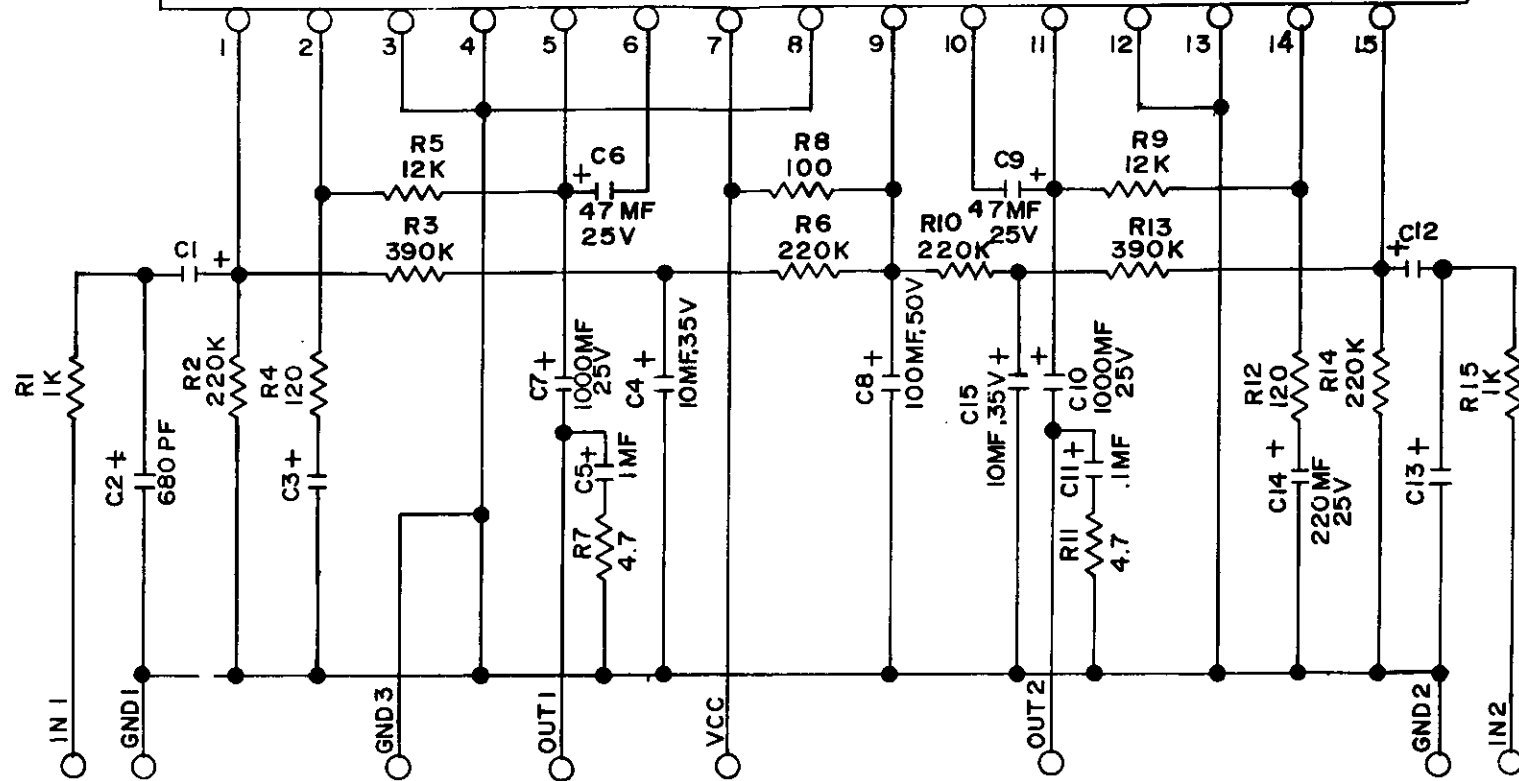 1 2 3 4 5 6 7 8 9 10 11 12 13 14 15
R5
12K
C6
+
47 MF
25V
R8
100
C9
+
47MF
25V
R9
12K
C1
+
R3
390K
R6
220K
R10
220K
R13
390K
+
C12
R1
1K
R2
220K
R4
120
C7
+
1000MF
25V
C4
+
10MF,35V
C8
+
100MF,50V
C15
+
10MF,35V
+
C10
1000MF
25V
R12
120
R14
220K
R15
1K
C2
+
680PF
C3
+
C5
+
.1MF
R7
4.7
C11
+
.1MF
R11
4.7
C14
+
220MF
25V
C13
+
IN 1
GND1
GND3
OUT1
VCC
OUT2
GND2
IN2